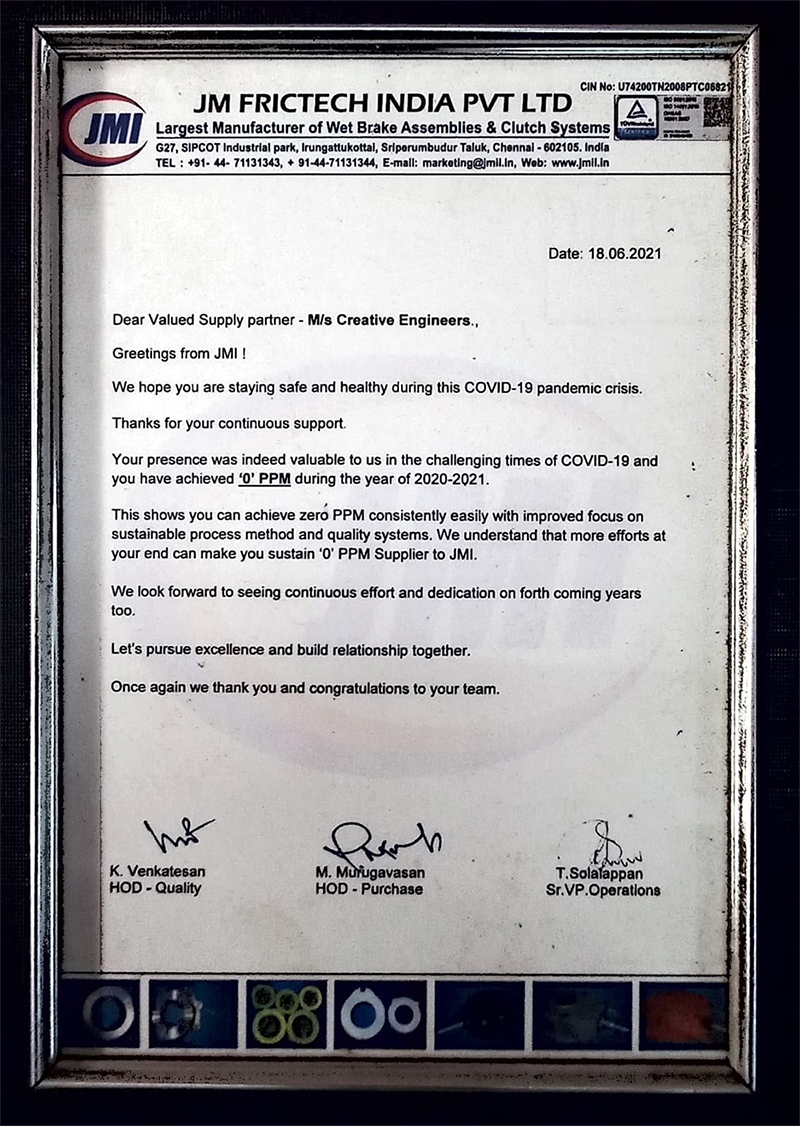 CIN No: U74200TN2008PTC0682
JMI
JM FRICTECH INDIA PVT LTD
Largest Manufacturer of Wet Brake Assemblies & Clutch Systems
G27, SIPCOT Industrial park, Irungattukottai, Sriperumbudur Taluk, Chennai - 602105. India
TEL : +91- 44- 71131343, + 91-44-71131344, E-mail: marketing@jmii.in, Web: www.jmii.in
Date: 18.06.2021
Dear Valued Supply partner - M/s Creative Engineers.,
Greetings from JMI !
We hope you are staying safe and healthy during this COVID-19 pandemic crisis.
Thanks for your continuous support.
Your presence was indeed valuable to us in the challenging times of COVID-19 and
you have achieved '0' PPM during the year of 2020-2021.
This shows you can achieve zero PPM consistently easily with improved focus on
sustainable process method and quality systems. We understand that more efforts at
your end can make you sustain '0' PPM Supplier to JMI.
We look forward to seeing continuous effort and dedication on forth coming years
too.
Let's pursue excellence and build relationship together.
Once again we thank you and congratulations to your team.
K. Venkatesan
HOD - Quality
M. Murugavasan
HOD - Purchase
T.Solaiappan
Sr.VP.Operations